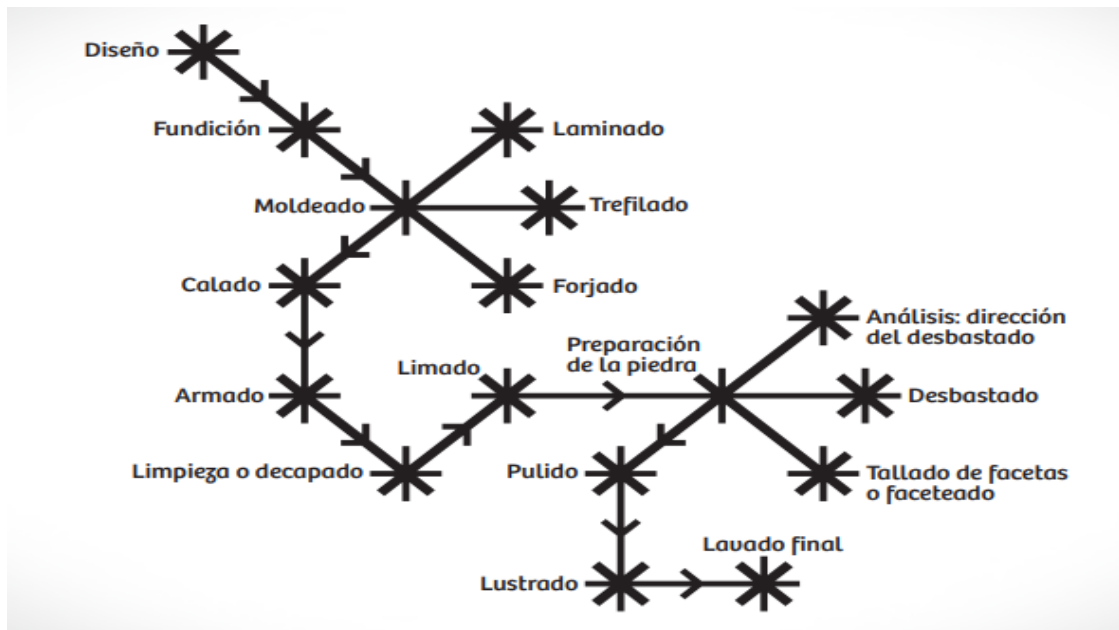 Diseño
Fundición
Laminado
Moldeado
Trefilado
Calado
Forjado
Análisis: dirección
del desbastado
Preparación
de la piedra
Limado
Armado
Desbastado
Limpieza o decapado
Pulido
Tallado de facetas
o faceteado
Lavado final
Lustrado